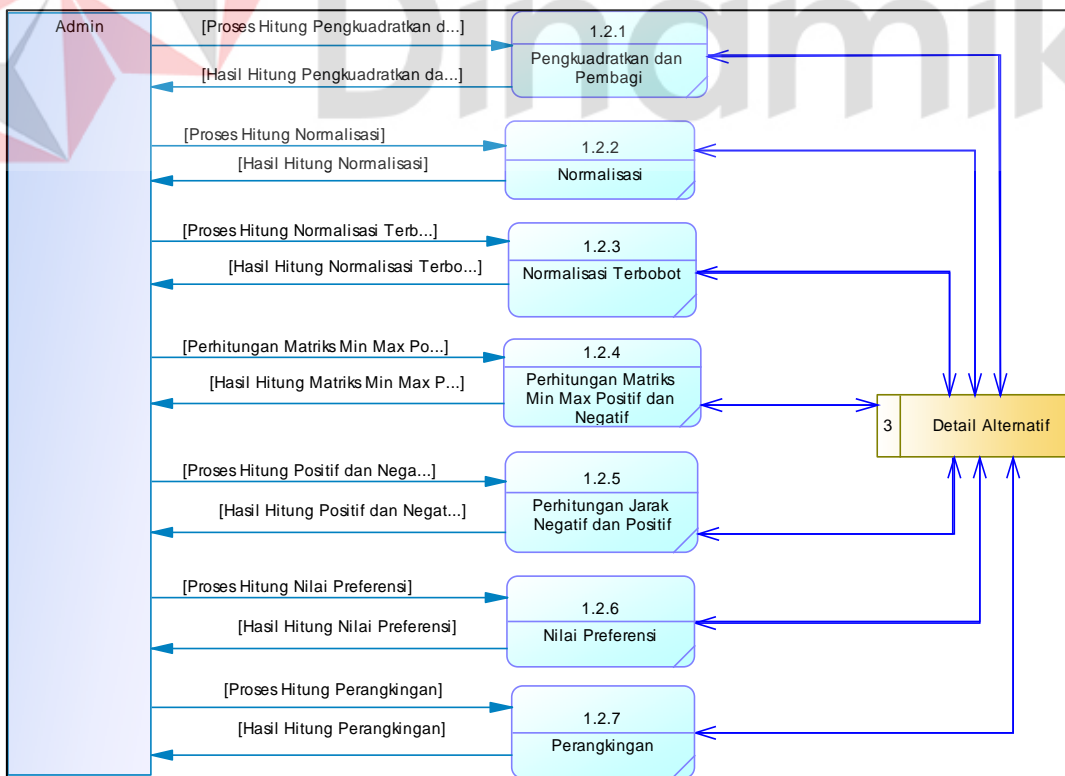 Dinamik
Admin
[Proses Hitung Pengkuadratkan d...]
[Hasil Hitung Pengkuadratkan da...]
1.2.1
Pengkuadratkan dan
Pembagi
[Proses Hitung Normalisasi]
[Hasil Hitung Normalisasi]
1.2.2
Normalisasi
[Proses Hitung Normalisasi Terb...]
[Hasil Hitung Normalisasi Terbo...]
1.2.3
Normalisasi Terbobot
[Perhitungan Matriks Min Max Po...]
[Hasil Hitung Matriks Min Max P...]
1.2.4
Perhitungan Matriks
Min Max Positif dan
Negatif
3
Detail Alternatif
[Proses Hitung Positif dan Nega...]
[Hasil Hitung Positif dan Negat...]
1.2.5
Perhitungan Jarak
Negatif dan Positif
[Proses Hitung Nilai Preferensi]
[Hasil Hitung Nilai Preferensi]
1.2.6
Nilai Preferensi
[Proses Hitung Perangkingan]
[Hasil Hitung Perangkingan]
1.2.7
Perangkingan